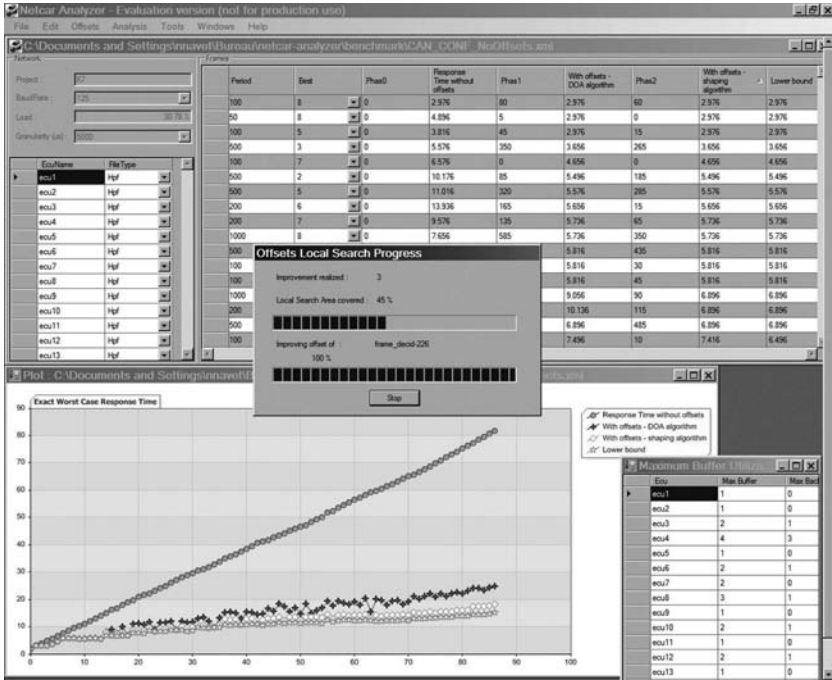 Netcar Analyzer - Evaluation version (not for production use)
File Edit Offsets Analysis Tools Windows Help
C:\Documents and Settings\nnavet\Bureau\netcar-analyzer\benchmark\CAN_CONF_NoOffsets.xml
Network
Frames
Project :
BaudRate : 125
Load : 30.78 %
Granularity (us) : 5000
EcuName FileType
ecu1 Hpf
ecu2 Hpf
ecu3 Hpf
ecu4 Hpf
ecu5 Hpf
ecu6 Hpf
ecu7 Hpf
ecu8 Hpf
ecu9 Hpf
ecu10 Hpf
ecu11 Hpf
ecu12 Hpf
ecu13 Hpf
Period Best Phas0 Response Time without offsets Phas1 With offsets - DOA algorithm Phas2 With offsets - shaping algorithm Lower bound
100 8 0 2.976 80 2.976 60 2.976 2.976
50 8 0 4.896 5 2.976 0 2.976 2.976
100 5 0 3.816 45 2.976 15 2.976 2.976
500 3 0 5.576 350 3.656 265 3.656 3.656
100 7 0 6.576 0 4.656 0 4.656 4.656
500 2 0 10.176 85 5.496 185 5.496 5.496
500 5 0 11.016 320 5.576 285 5.576 5.576
200 6 0 13.936 165 5.656 15 5.656 5.656
200 7 0 9.576 135 5.736 65 5.736 5.736
1000 8 0 7.656 585 5.736 350 5.736 5.736
500 5.816 435 5.816 5.816
100 5.816 30 5.816 5.816
100 5.816 45 5.816 5.816
1000 9.056 90 6.896 6.896
200 10.136 115 6.896 6.896
500 6.896 485 6.896 6.896
100 7.496 10 7.416 6.496
Offsets Local Search Progress
Improvement realized : 3
Local Search Area covered : 45 %
Improving offset of : frame_decid-226
100 %
Stop
Plot : C:\Documents and Settings\nnavet\B
ets.xml
Exact Worst Case Response Time
90
80
70
60
50
40
30
20
10
0
0 10 20 30 40 50 60 70 80 90 100
Response Time without offsets
With offsets - DOA algorithm
With offsets - shaping algorithm
Lower bound
Maximum Buffer Utiliza
Ecu Max Buffer Max Back
ecu1 1 0
ecu2 1 0
ecu3 2 1
ecu4 4 3
ecu5 1 0
ecu6 2 1
ecu7 2 0
ecu8 3 1
ecu9 1 0
ecu10 2 1
ecu11 1 0
ecu12 2 1
ecu13 1 0